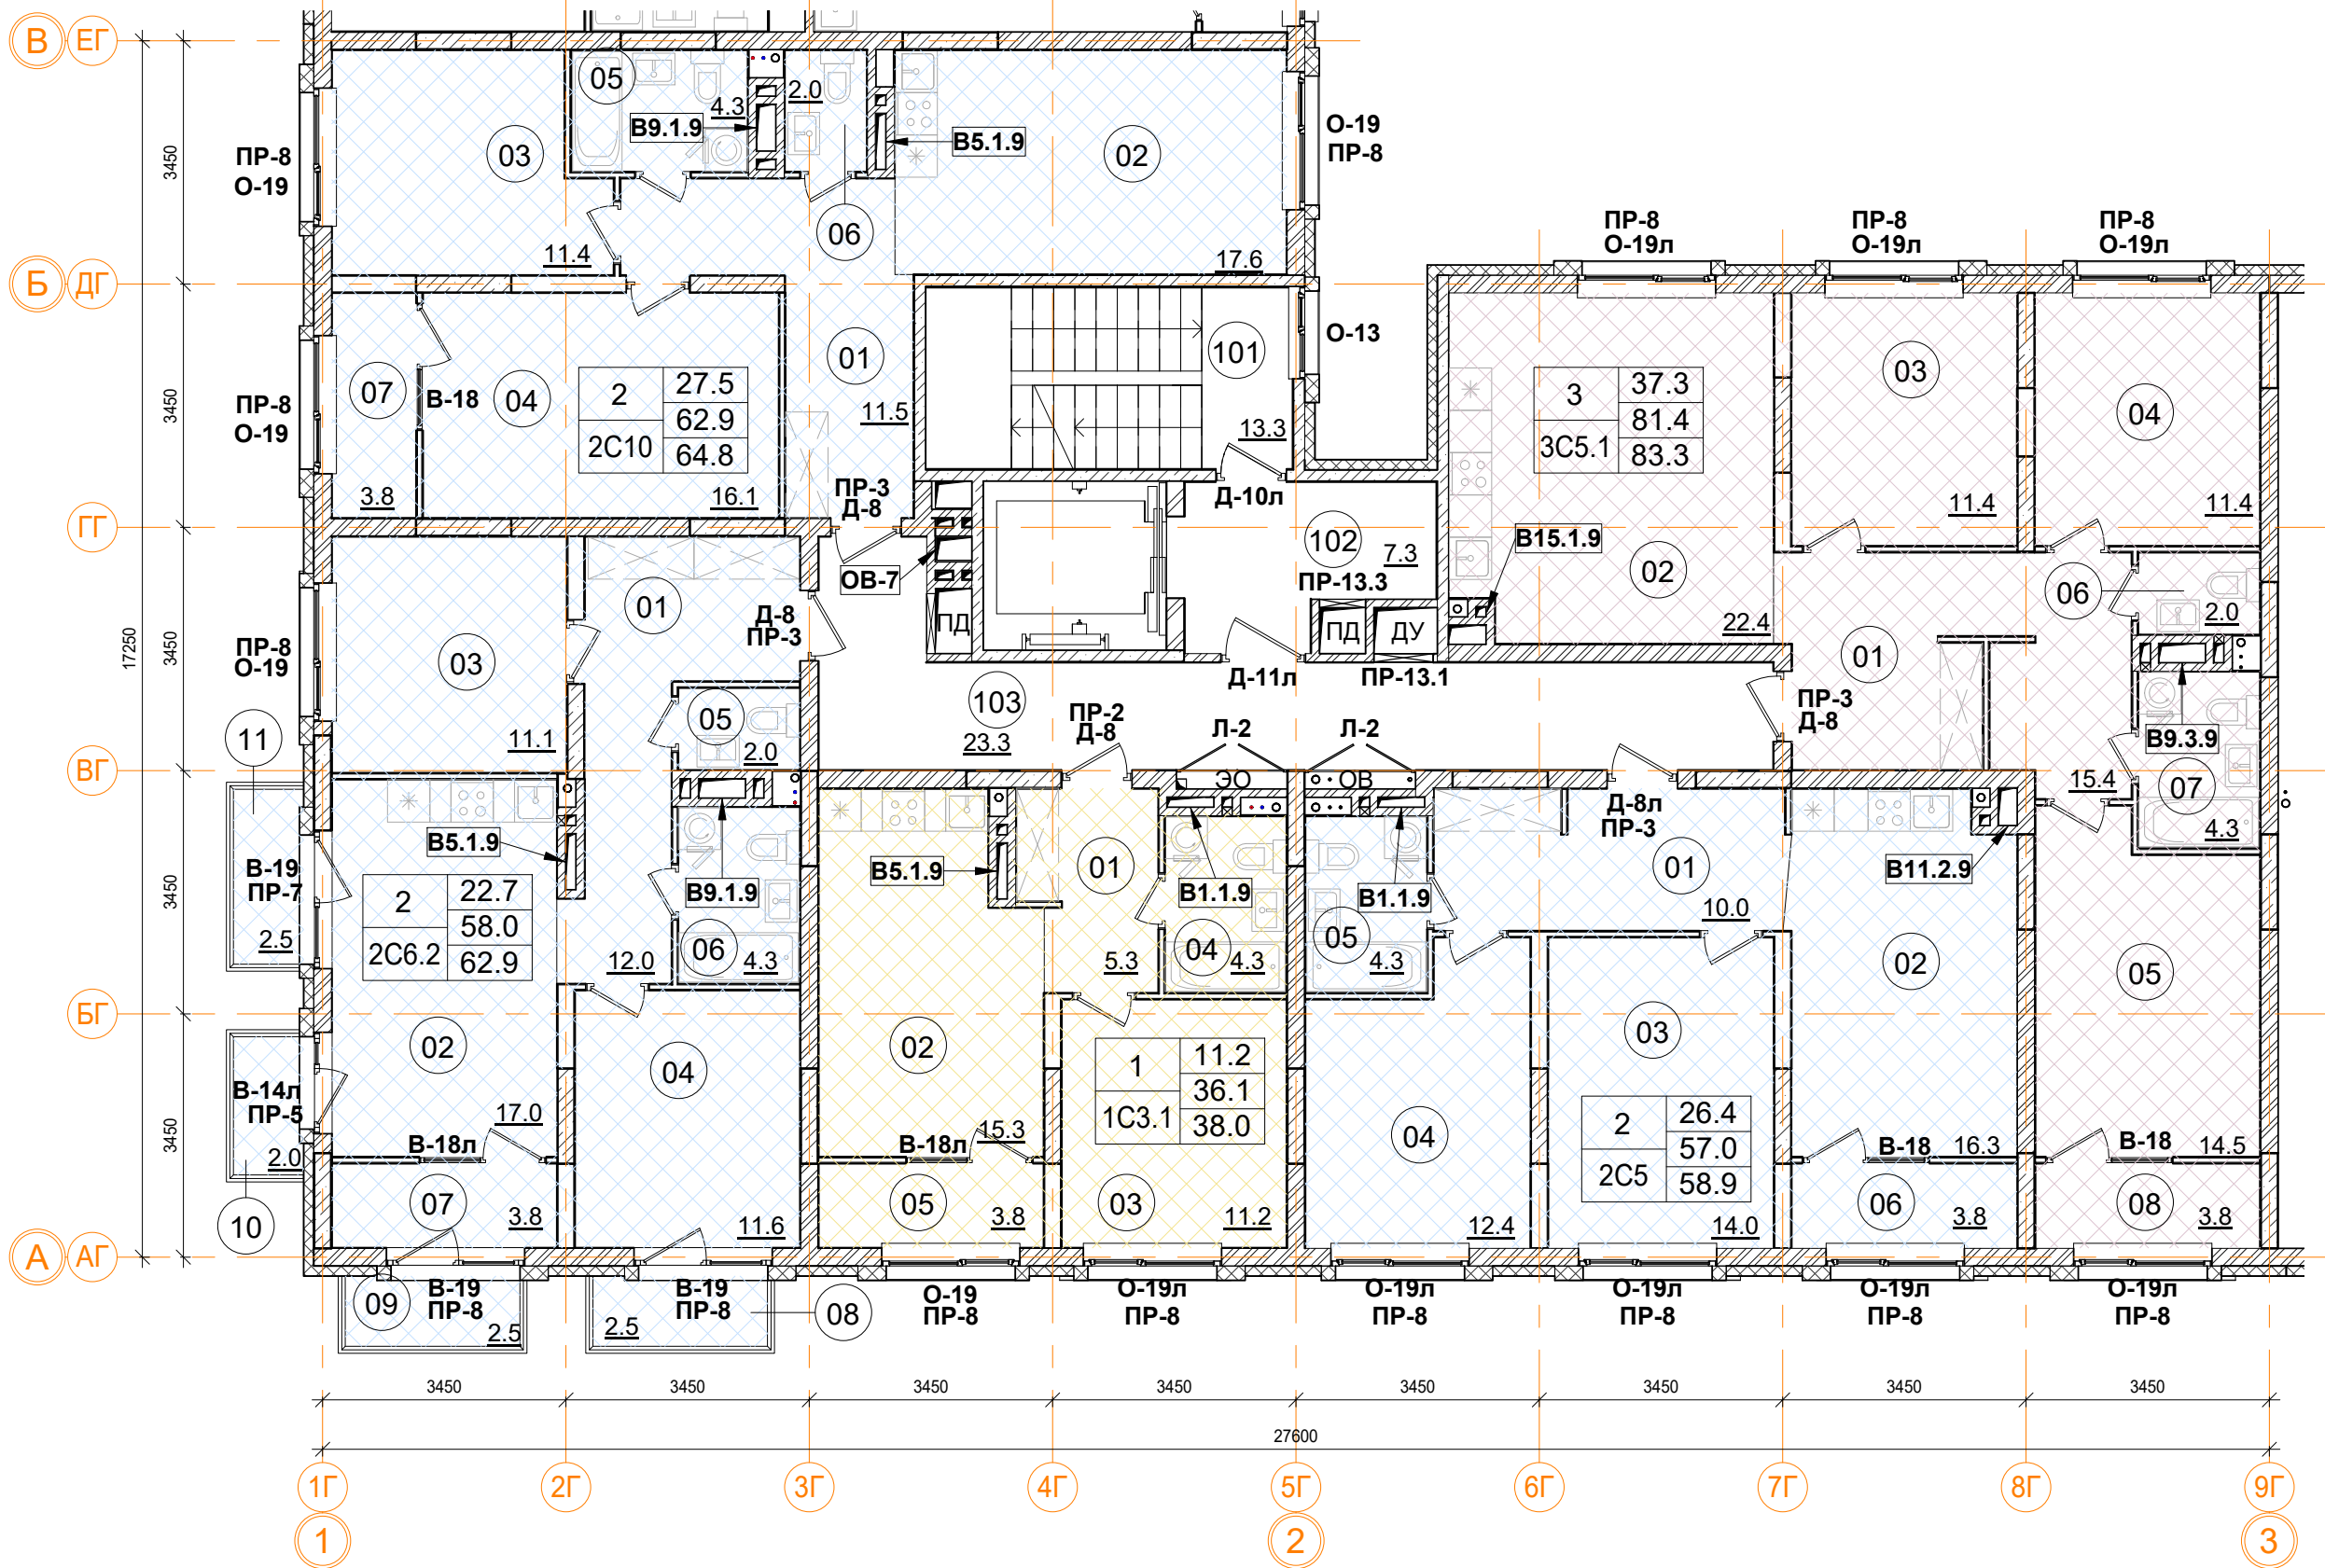 В ЕГ
05
4.3
2.0
В9.1.9
В5.1.9
03
02
О-19
ПР-8
ПР-8
О-19
3450
06
11.4
17.6
ПР-8
О-19л
ПР-8
О-19л
ПР-8
О-19л
Б ДГ
О-13
101
01
07
04
В-18
2
27.5
62.9
2С10
64.8
ПР-8
О-19
3450
11.5
13.3
3
37.3
81.4
3С5.1
83.3
03
04
3.8
16.1
ПР-3
Д-8
Д-10л
11.4
11.4
ГГ
102
7.3
В15.1.9
ОВ-7
ПР-13.3
02
06
03
01
Д-8
ПР-3
ПД
ПД
ДУ
22.4
2.0
17250
3450
ПР-8
О-19
01
Д-11л
ПР-13.1
103
ПР-2
Д-8
ПР-3
Д-8
05
11
11.1
2.0
23.3
Л-2
Л-2
В9.3.9
ВГ
ЭО
ОВ
15.4
07
4.3
Д-8л
ПР-3
В5.1.9
В-19
ПР-7
В9.1.9
В5.1.9
01
В1.1.9
В1.1.9
01
В11.2.9
3450
2
22.7
58.0
2С6.2
62.9
2.5
12.0
06
4.3
5.3
04
4.3
05
4.3
10.0
02
05
БГ
02
04
02
1
11.2
36.1
1С3.1
38.0
03
В-14л
ПР-5
3450
17.0
В-18л
15.3
В-18л
04
2
26.4
57.0
2С5
58.9
В-18
16.3
В-18
14.5
2.0
10
07
3.8
11.6
05
3.8
03
11.2
12.4
14.0
06
3.8
08
3.8
А АГ
09
В-19
ПР-8
2.5
В-19
ПР-8
2.5
08
О-19
ПР-8
О-19л
ПР-8
О-19л
ПР-8
О-19л
ПР-8
О-19л
ПР-8
О-19л
ПР-8
3450 3450 3450 3450 3450 3450 3450 3450
27600
1Г 2Г 3Г 4Г 5Г 6Г 7Г 8Г 9Г
1 2 3